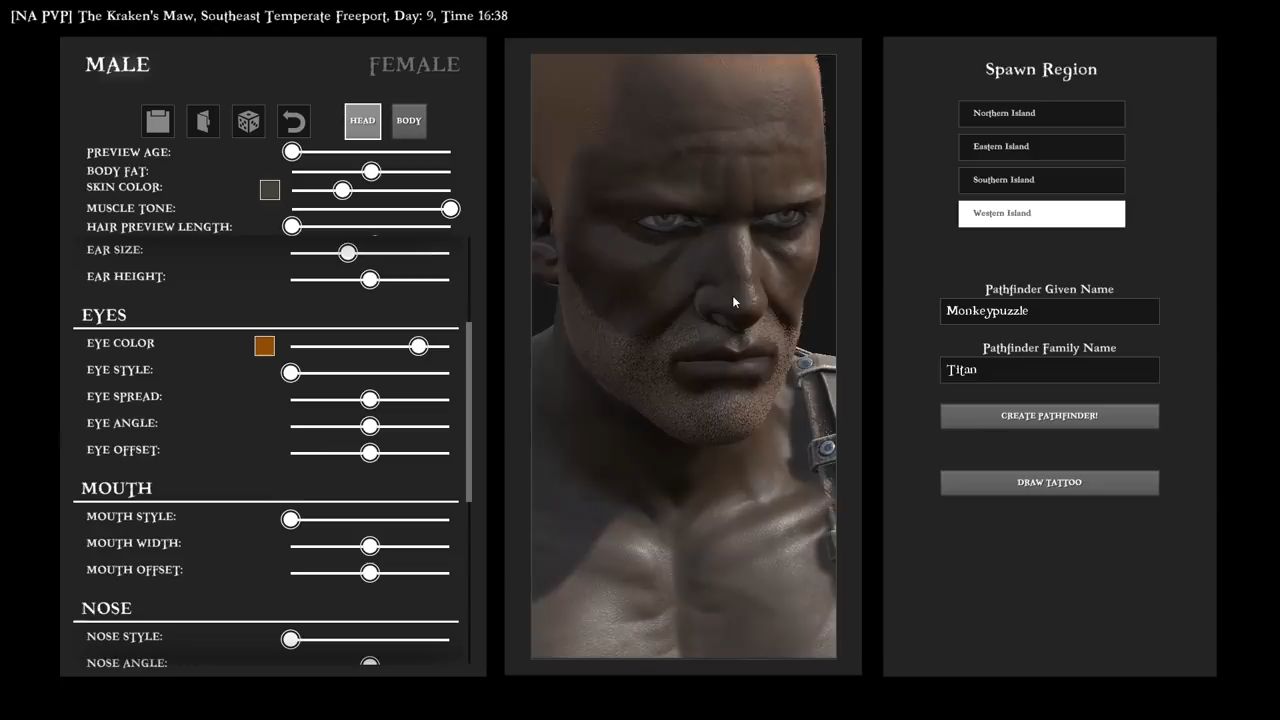 [NA PVP] The Kraken's Maw, Southeast Temperate Freeport, Day: 9, Time 16:38
MALE
FEMALE
HEAD
BODY
PREVIEW AGE:
BODY FAT:
SKIN COLOR:
MUSCLE TONE:
HAIR PREVIEW LENGTH:
EAR SIZE:
EAR HEIGHT:
EYES
EYE COLOR
EYE STYLE:
EYE SPREAD:
EYE ANGLE:
EYE OFFSET:
MOUTH
MOUTH STYLE:
MOUTH WIDTH:
MOUTH OFFSET:
NOSE
NOSE STYLE:
NOSE ANGLE:
Spawn Region
Northern Island
Eastern Island
Southern Island
Western Island
Pathfinder Given Name
Monkeypuzzle
Pathfinder Family Name
Titan
CREATE PATHFINDER!
DRAW TATTOO